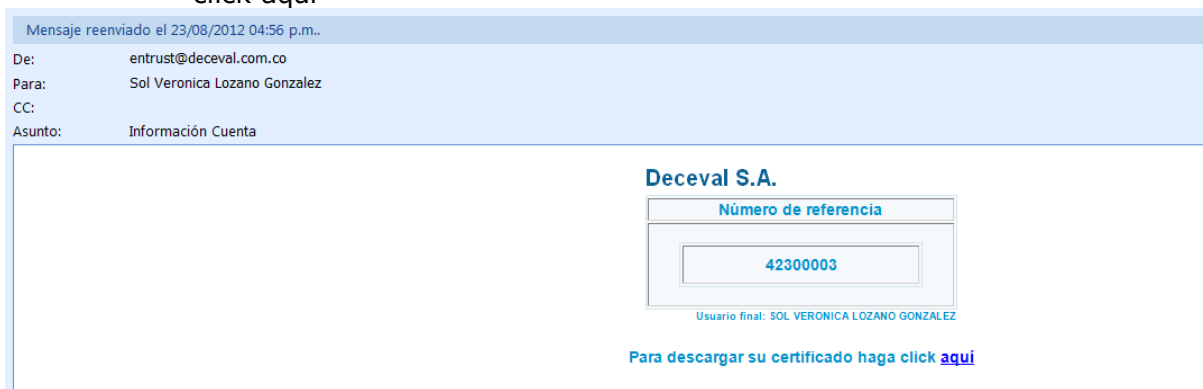 click aquí
Mensaje reenviado el 23/08/2012 04:56 p.m..
De: entrust@deceval.com.co
Para: Sol Veronica Lozano Gonzalez
CC:
Asunto: Información Cuenta
Deceval S.A.
Número de referencia
42300003
Usuario final: SOL VERONICA LOZANO GONZALEZ
Para descargar su certificado haga click aquí